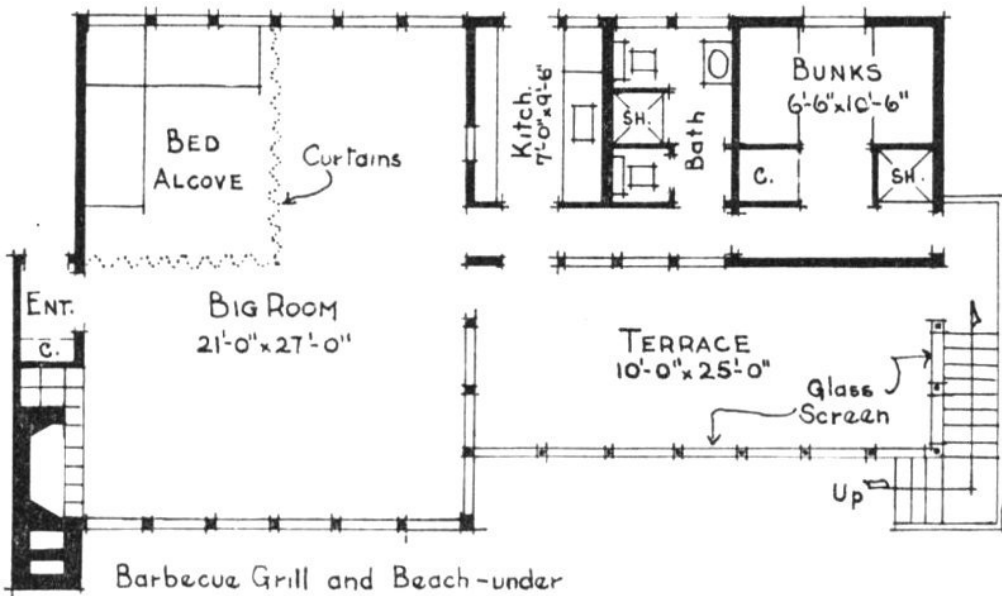 BED
ALCOVE
Curtains
Kitch.
7'-0"x9'-6"
SH.
Bath
BUNKS
6'-6"x10'-6"
C.
SH.
ENT.
C.
BIG ROOM
21'-0"x27'-0"
TERRACE
10'-0"x25'-0"
Glass
Screen
Up
Barbecue Grill and Beach-under